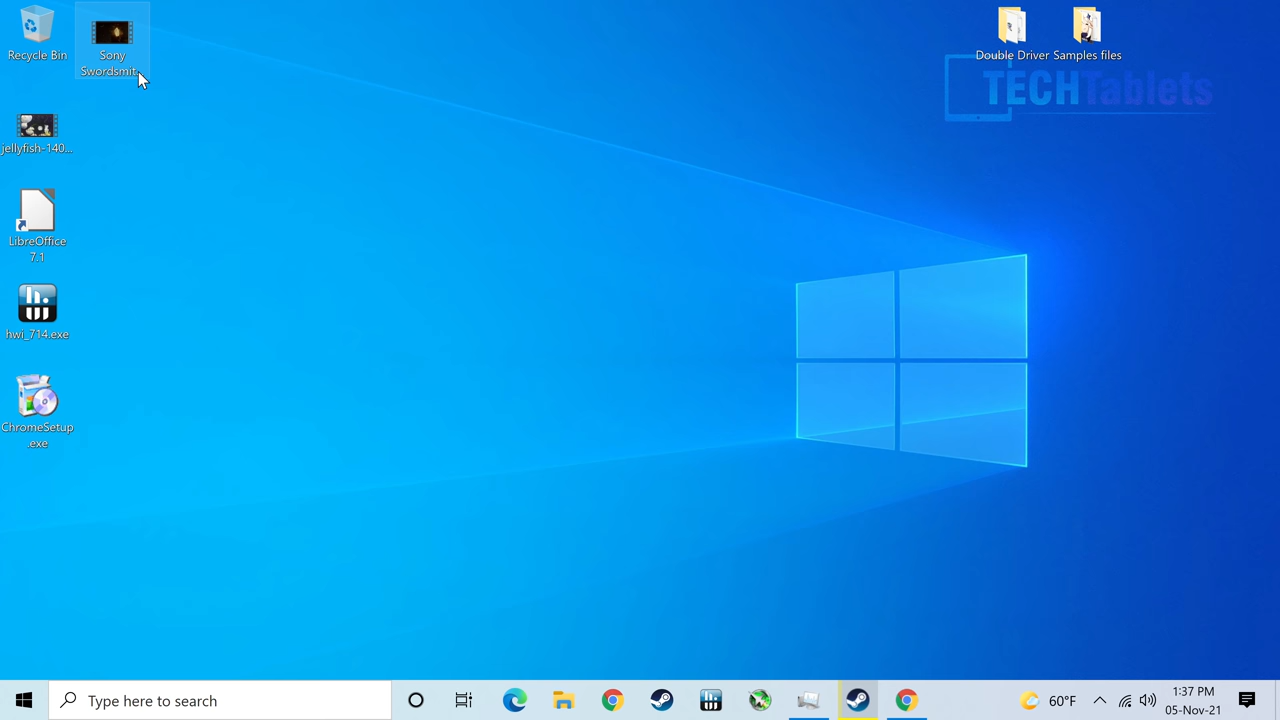 Recycle Bin
Sony
Swordsmit...
jellyfish-140...
LibreOffice
7.1
hwi_714.exe
ChromeSetup
.exe
Double Driver
Samples files
TECHTablets
Type here to search
60°F
1:37 PM
05-Nov-21